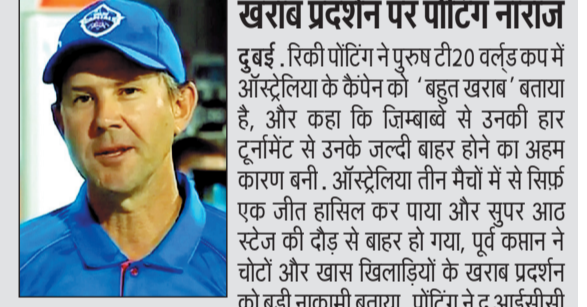 खराब प्रदर्शन पर पोंटिंग नाराज
दुबई . रिकी पोंटिंग ने पुरुष टी20 वर्ल्ड कप में
ऑस्ट्रेलिया के कैंपेन को 'बहुत खराब' बताया
है, और कहा कि जिम्बाब्वे से उनकी हार
टूर्नामेंट से उनके जल्दी बाहर होने का अहम
कारण बनी . ऑस्ट्रेलिया तीन मैचों में से सिर्फ़
एक जीत हासिल कर पाया और सुपर आठ
स्टेज की दौड़ से बाहर हो गया, पूर्व कप्तान ने
चोटों और खास खिलाड़ियों के खराब प्रदर्शन
को बड़ी नाकामी बताया. पोंटिंग ने द आईसीसी